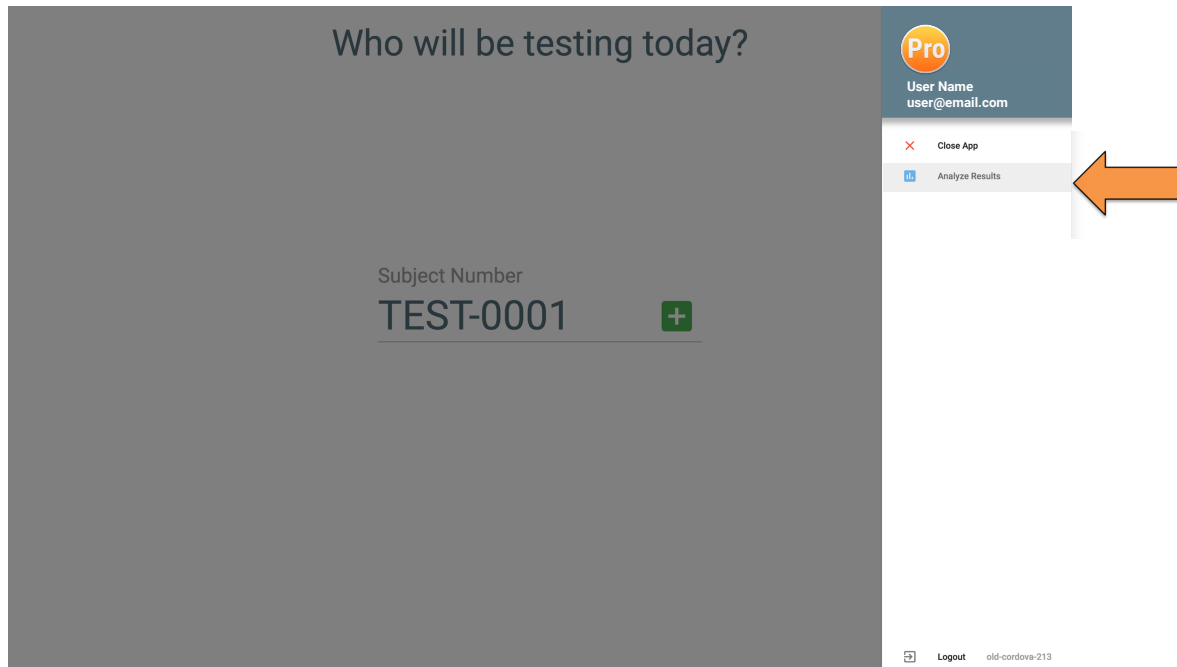 Who will be testing today?
Subject Number
TEST-0001
Pro
User Name
user@email.com
Close App
Analyze Results
Logout old-cordova-213